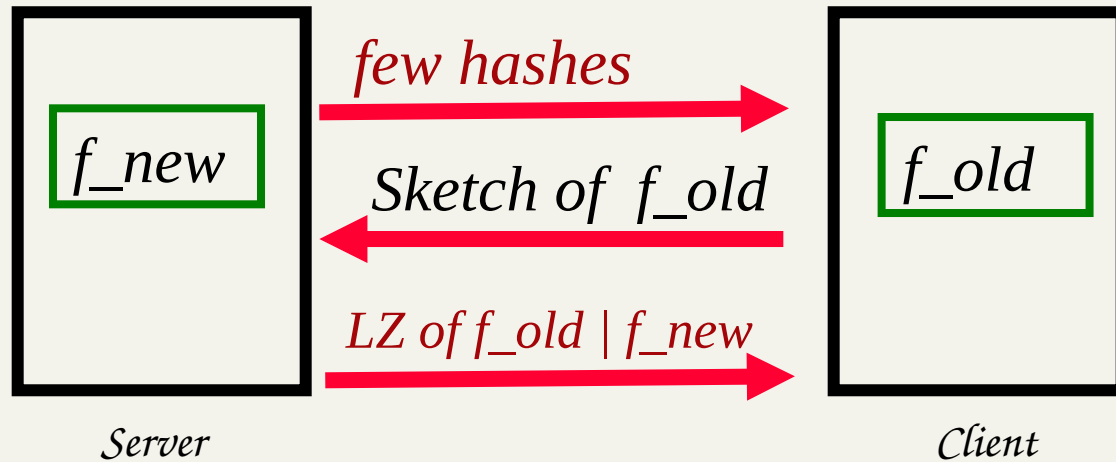 few hashes
f_new
Sketch of f_old
f_old
LZ of f_old | f_new
Server
Client